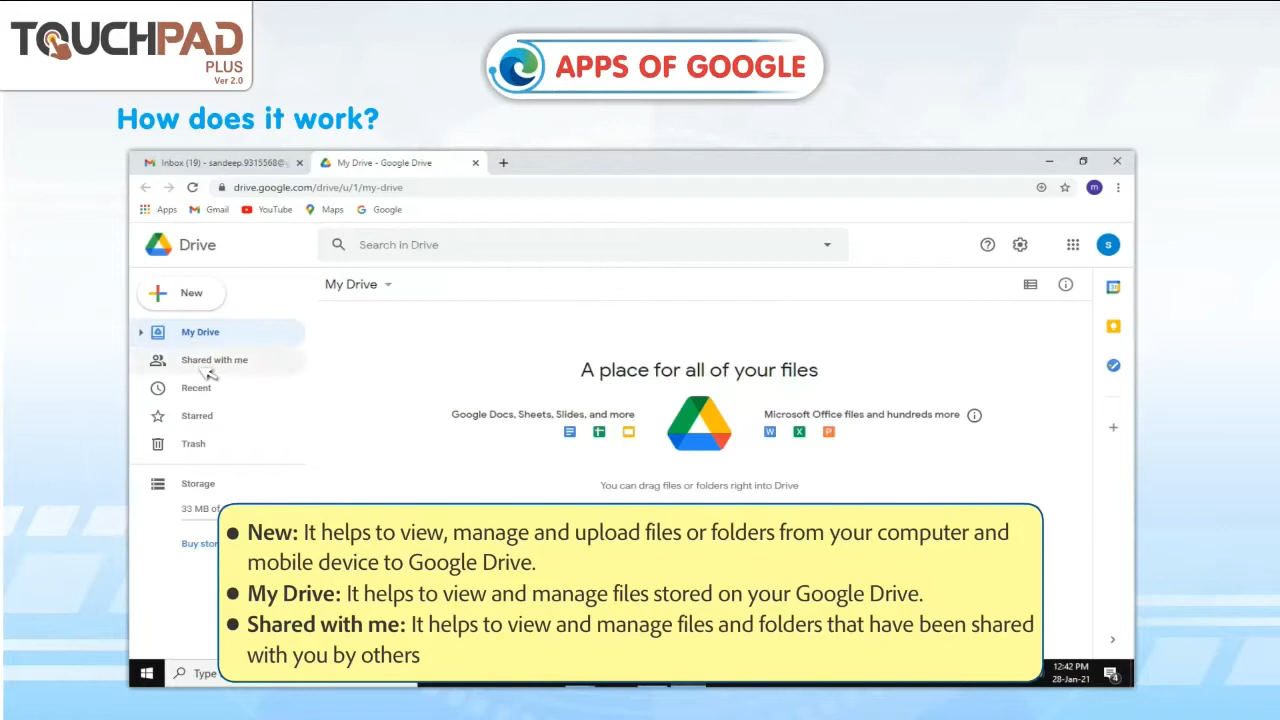 TOUCHPAD
PLUS
Ver 2.0
APPS OF GOOGLE
How does it work?
Inbox (19) - sandeep.9315568@
My Drive - Google Drive
drive.google.com/drive/u/1/my-drive
m
Apps Gmail YouTube Maps Google
Drive
Search in Drive
s
New
My Drive
My Drive
Shared with me
Recent
Starred
Trash
Storage
33 MB of
Buy stor
A place for all of your files
Google Docs, Sheets, Slides, and more
Microsoft Office files and hundreds more
W X P
You can drag files or folders right into Drive
New: It helps to view, manage and upload files or folders from your computer and
mobile device to Google Drive.
My Drive: It helps to view and manage files stored on your Google Drive.
Shared with me: It helps to view and manage files and folders that have been shared
with you by others
Type
12:42 PM
28-Jan-21
4